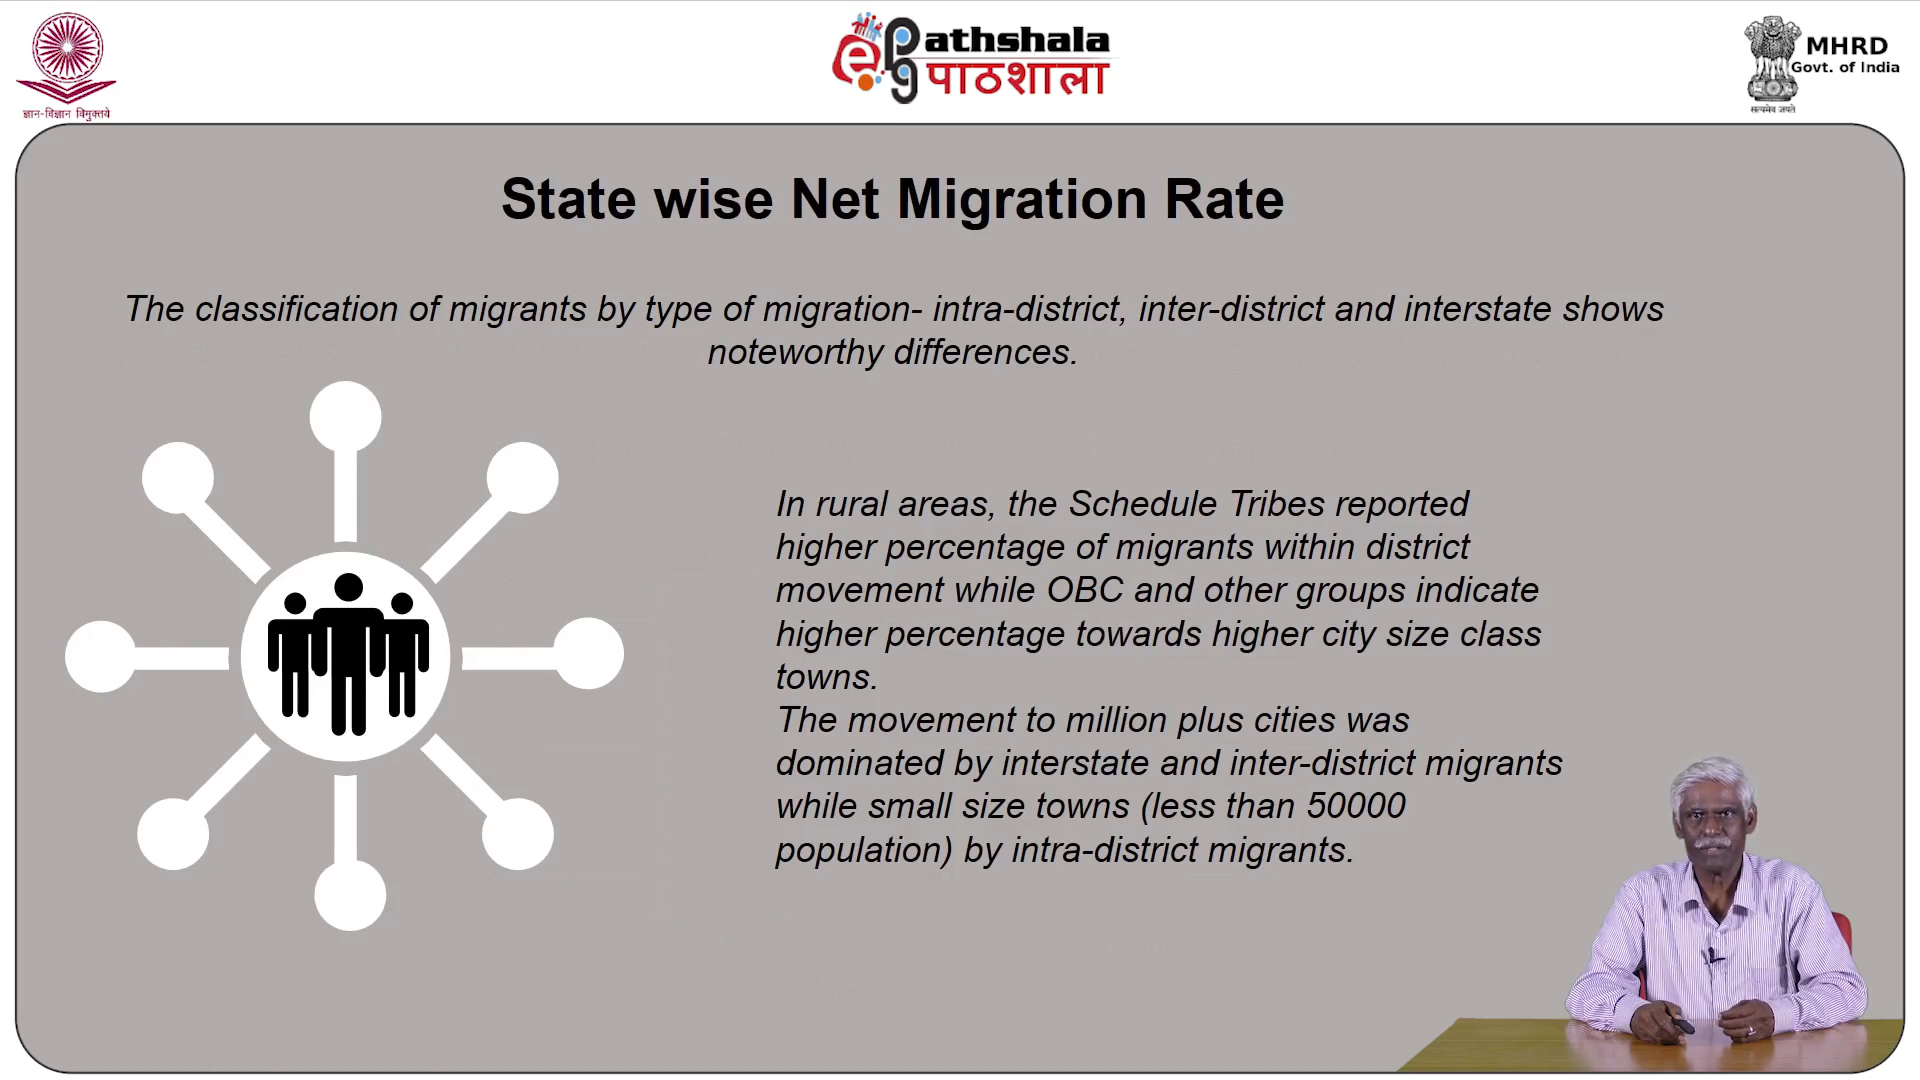 ज्ञान-विज्ञान विमुक्तये
ePg
athshala
पाठशाला
MHRD
Govt. of India
सत्यमेव जयते
State wise Net Migration Rate
The classification of migrants by type of migration- intra-district, inter-district and interstate shows
noteworthy differences.
In rural areas, the Schedule Tribes reported
higher percentage of migrants within district
movement while OBC and other groups indicate
higher percentage towards higher city size class
towns.
The movement to million plus cities was
dominated by interstate and inter-district migrants
while small size towns (less than 50000
population) by intra-district migrants.